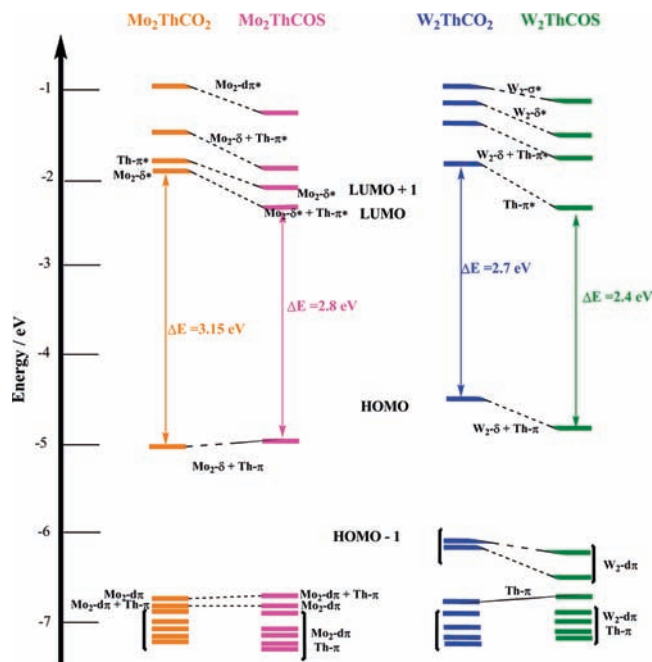 Mo₂ThCO₂ Mo₂ThCOS W₂ThCO₂ W₂ThCOS
-1
Mo₂-dπ*
W₂-σ*
W₂-δ*
Mo₂-δ + Th-π*
W₂-δ + Th-π*
Th-π*
Mo₂-δ*
-2
Mo₂-δ*
LUMO + 1
Mo₂-δ* + Th-π*
LUMO
Th-π*
-3
ΔE =2.7 eV
ΔE =2.8 eV
ΔE =2.4 eV
ΔE =3.15 eV
Energy / eV
-4
HOMO
-5
Mo₂-δ + Th-π
W₂-δ + Th-π
-6
HOMO - 1
W₂-dπ
Th-π
Mo₂-dπ
Mo₂-dπ + Th-π
Mo₂-dπ + Th-π
Mo₂-dπ
-7
Mo₂-dπ
Th-π
W₂-dπ
Th-π